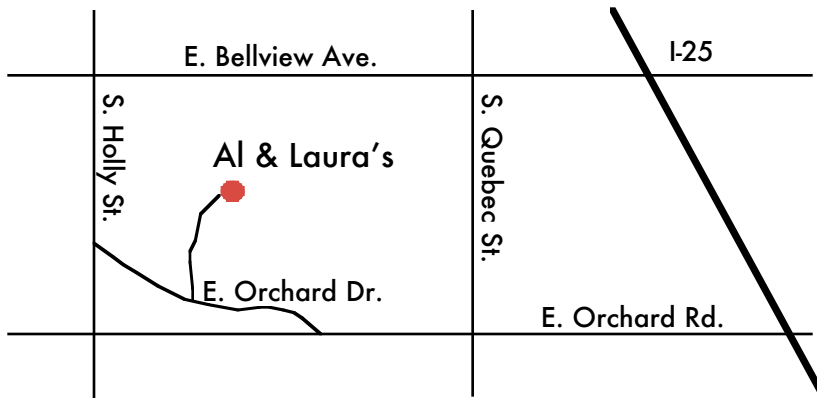 E. Bellview Ave.
I-25
S. Holly St.
Al & Laura's
S. Quebec St.
E. Orchard Dr.
E. Orchard Rd.